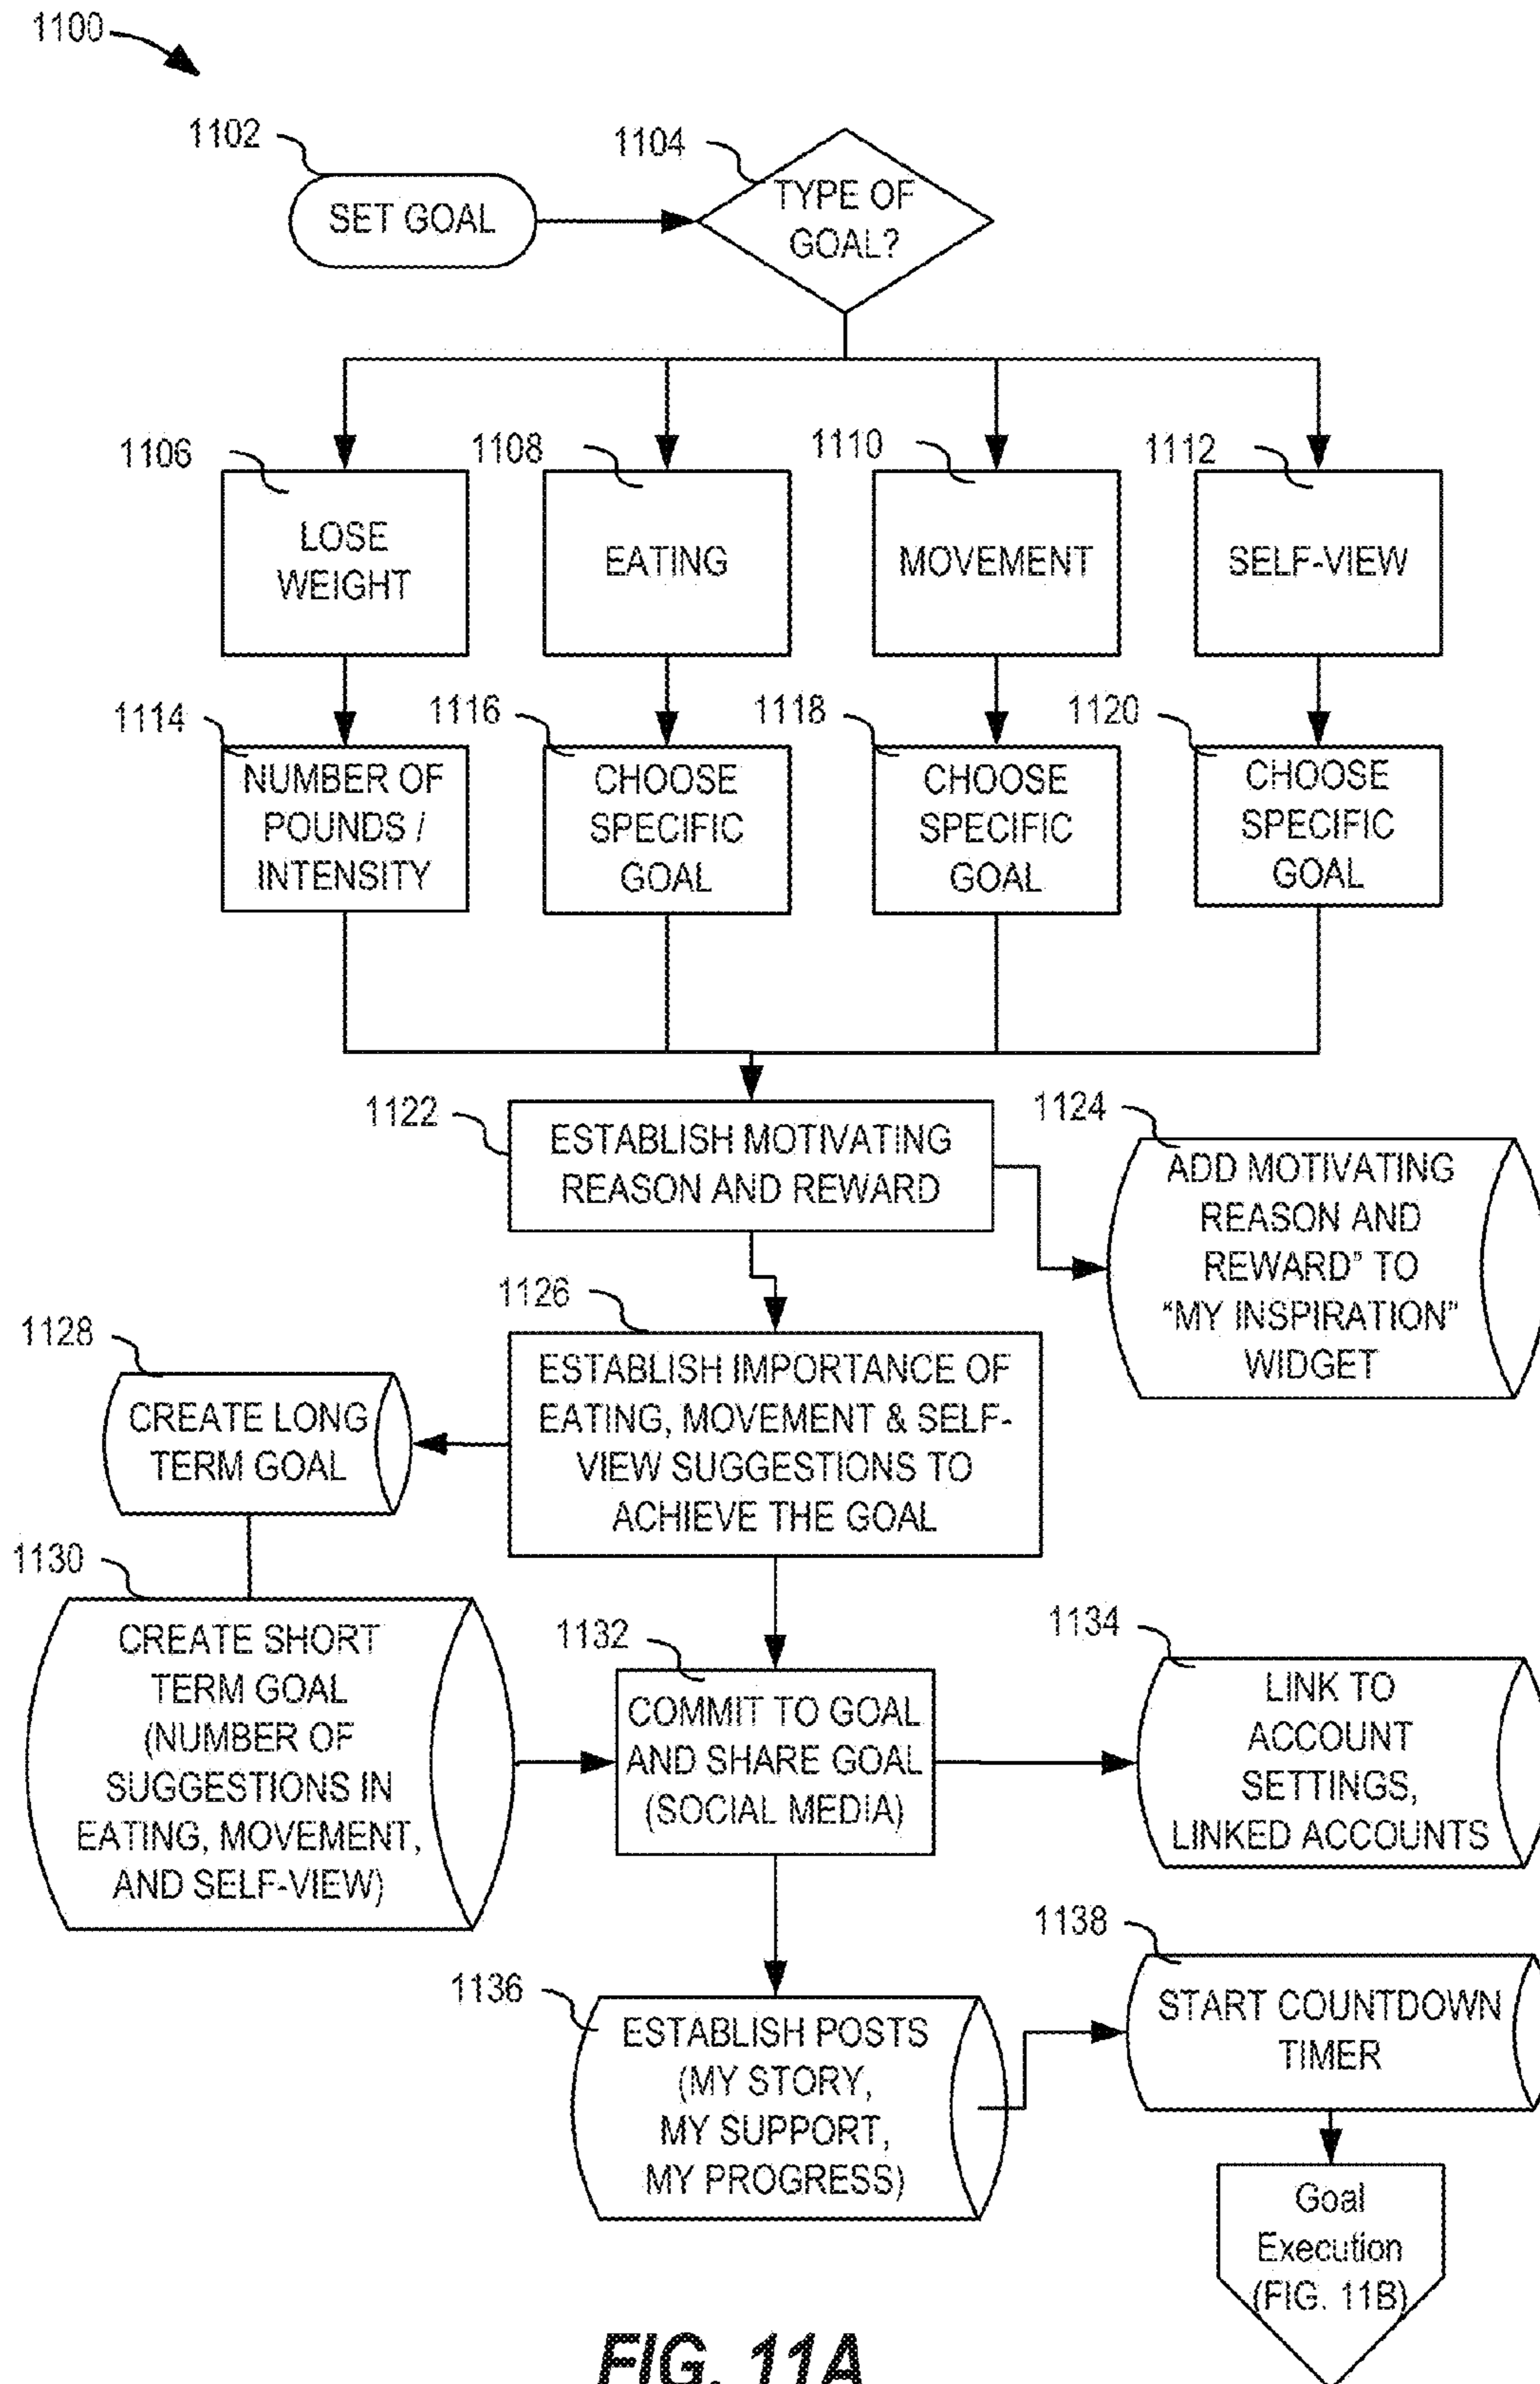 1100
1102
SET GOAL
1104
TYPE OF
GOAL?
1106
LOSE
WEIGHT
1108
EATING
1110
MOVEMENT
1112
SELF-VIEW
1114
NUMBER OF
POUNDS /
INTENSITY
1116
CHOOSE
SPECIFIC
GOAL
1118
CHOOSE
SPECIFIC
GOAL
1120
CHOOSE
SPECIFIC
GOAL
1122
ESTABLISH MOTIVATING
REASON AND REWARD
1124
ADD MOTIVATING
REASON AND
REWARD” TO
“MY INSPIRATION”
WIDGET
1126
ESTABLISH IMPORTANCE OF
EATING, MOVEMENT & SELF-
VIEW SUGGESTIONS TO
ACHIEVE THE GOAL
1128
CREATE LONG
TERM GOAL
1130
CREATE SHORT
TERM GOAL
(NUMBER OF
SUGGESTIONS IN
EATING, MOVEMENT,
AND SELF-VIEW)
1132
COMMIT TO GOAL
AND SHARE GOAL
(SOCIAL MEDIA)
1134
LINK TO
ACCOUNT
SETTINGS,
LINKED ACCOUNTS
1136
ESTABLISH POSTS
(MY STORY,
MY SUPPORT,
MY PROGRESS)
1138
START COUNTDOWN
TIMER
Goal
Execution
(FIG. 11B)
FIG. 11A